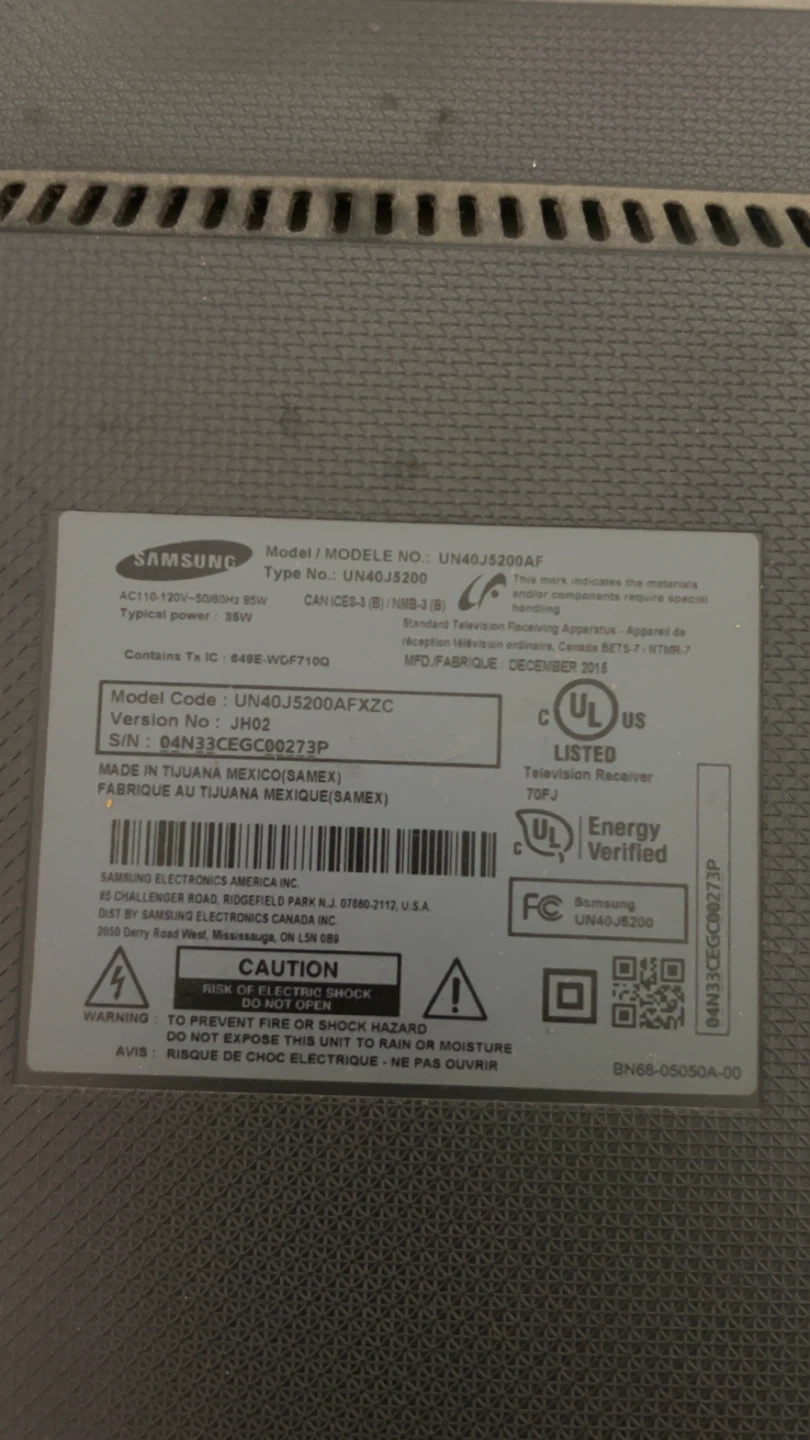 SAMSUNG
Model / MODELE NO.: UN40J5200AF
Type No.: UN40J5200
AC110-120V~50/60Hz 95W
Typical power : 35W
CAN ICES-3 (B) / NMB-3 (B)
This mark indicates the materials
and/or components require special
handling
Standard Television Receiving Apparatus - Appareil de
réception télévision ordinaire, Canada BETS-7 / NTMR-7
Contains Tx IC : 649E-WDF710Q
MFD./FABRIQUE : DECEMBER 2015
Model Code : UN40J5200AFXZC
Version No : JH02
S/N : 04N33CEGC00273P
C UL US
LISTED
Television Receiver
70FJ
MADE IN TIJUANA MEXICO(SAMEX)
FABRIQUE AU TIJUANA MEXIQUE(SAMEX)
C UL Energy
Verified
SAMSUNG ELECTRONICS AMERICA INC.
85 CHALLENGER ROAD, RIDGEFIELD PARK N.J. 07660-2112, U.S.A.
DIST BY SAMSUNG ELECTRONICS CANADA INC.
2050 Derry Road West, Mississauga, ON L5N 0B9
FC Samsung
UN40J5200
04N33CEGC00273P
CAUTION
RISK OF ELECTRIC SHOCK
DO NOT OPEN
WARNING : TO PREVENT FIRE OR SHOCK HAZARD
DO NOT EXPOSE THIS UNIT TO RAIN OR MOISTURE
AVIS : RISQUE DE CHOC ELECTRIQUE - NE PAS OUVRIR
BN68-05050A-00